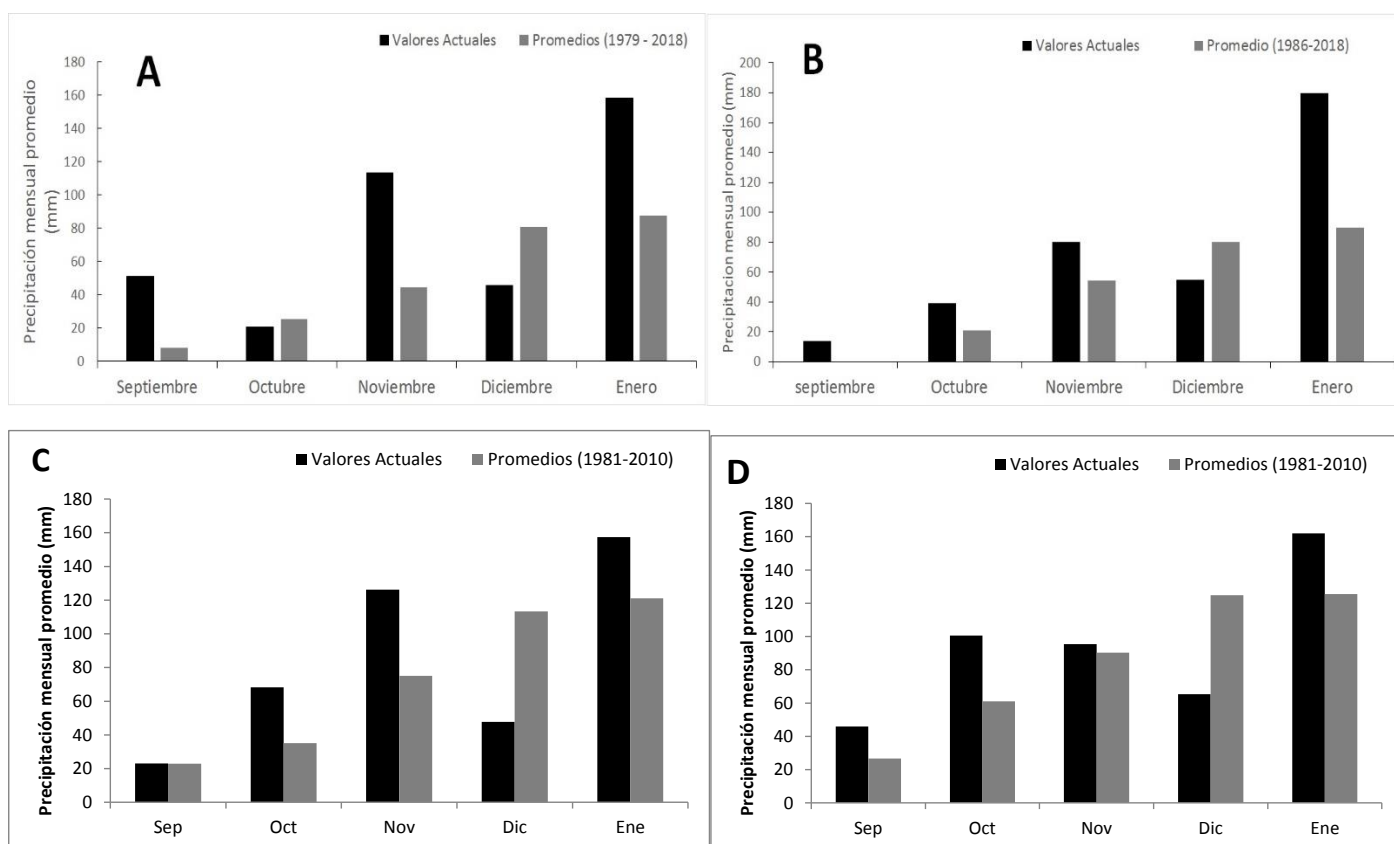 A
Valores Actuales Promedios (1979 - 2018)
Precipitación mensual promedio
(mm)
180
160
140
120
100
80
60
40
20
0
Septiembre Octubre Noviembre Diciembre Enero
B
Valores Actuales Promedio (1986-2018)
Precipitacion mensual promedio (mm)
200
180
160
140
120
100
80
60
40
20
0
septiembre Octubre Noviembre Diciembre Enero
C
Valores Actuales Promedios (1981-2010)
Precipitación mensual promedio (mm)
180
160
140
120
100
80
60
40
20
0
Sep Oct Nov Dic Ene
D
Valores Actuales Promedios (1981-2010)
Precipitación mensual promedio (mm)
180
160
140
120
100
80
60
40
20
0
Sep Oct Nov Dic Ene